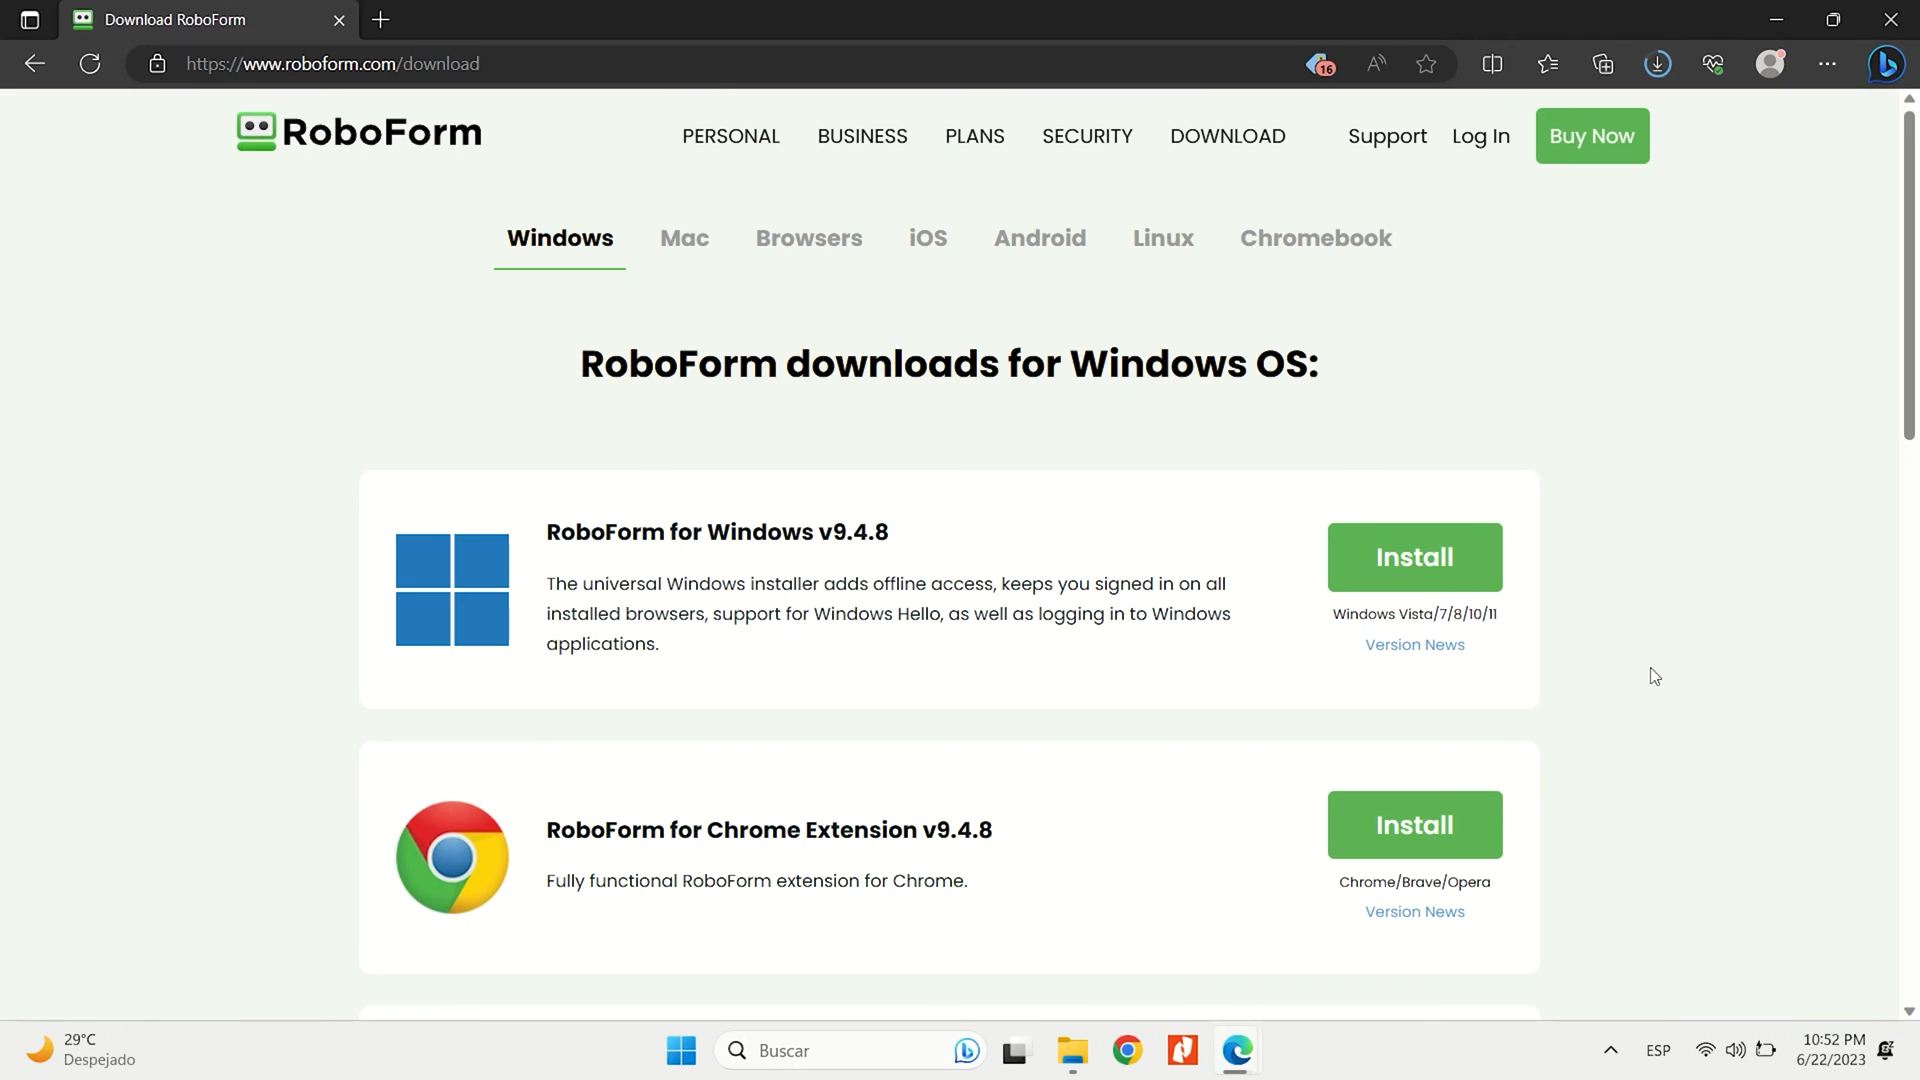 Download RoboForm
https://www.roboform.com/download
16
RoboForm
PERSONAL
BUSINESS
PLANS
SECURITY
DOWNLOAD
Support
Log In
Buy Now
Windows
Mac
Browsers
iOS
Android
Linux
Chromebook
RoboForm downloads for Windows OS:
RoboForm for Windows v9.4.8
The universal Windows installer adds offline access, keeps you signed in on all
installed browsers, support for Windows Hello, as well as logging in to Windows
applications.
Install
Windows Vista/7/8/10/11
Version News
RoboForm for Chrome Extension v9.4.8
Fully functional RoboForm extension for Chrome.
Install
Chrome/Brave/Opera
Version News
29°C
Despejado
Buscar
ESP
10:52 PM
6/22/2023